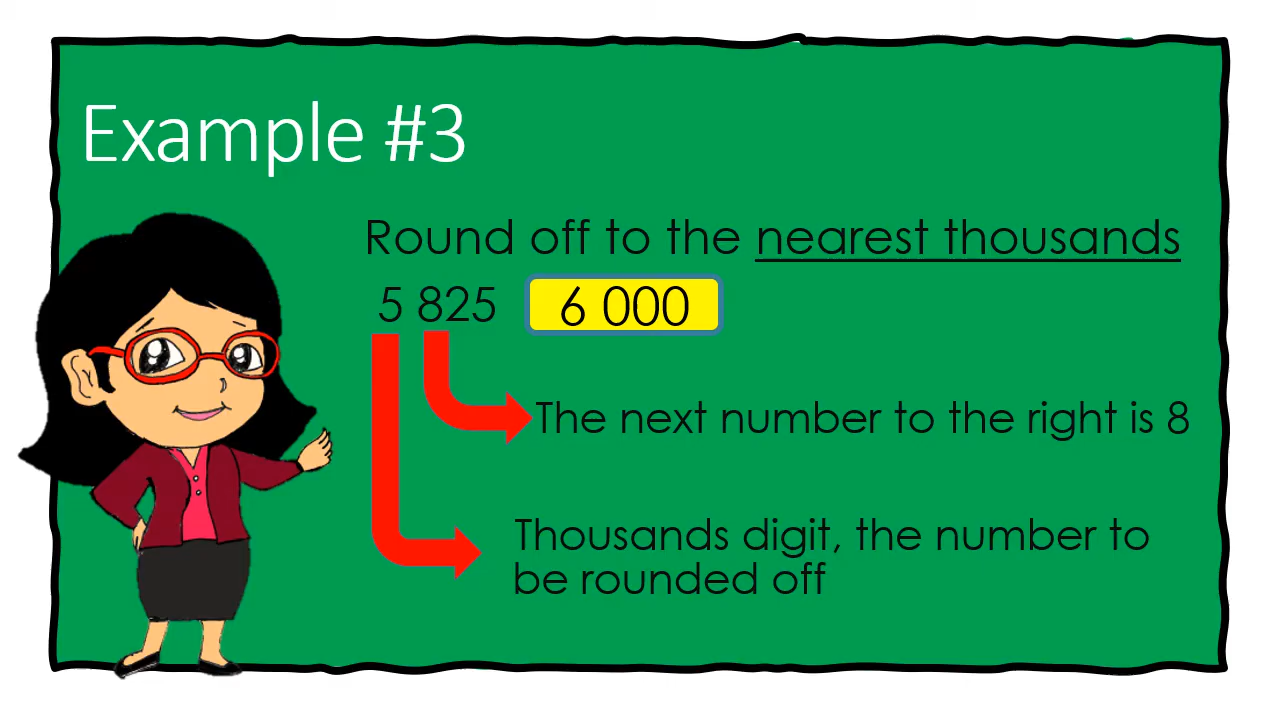 Example #3
Round off to the nearest thousands
5 825 6 000
The next number to the right is 8
Thousands digit, the number to
be rounded off